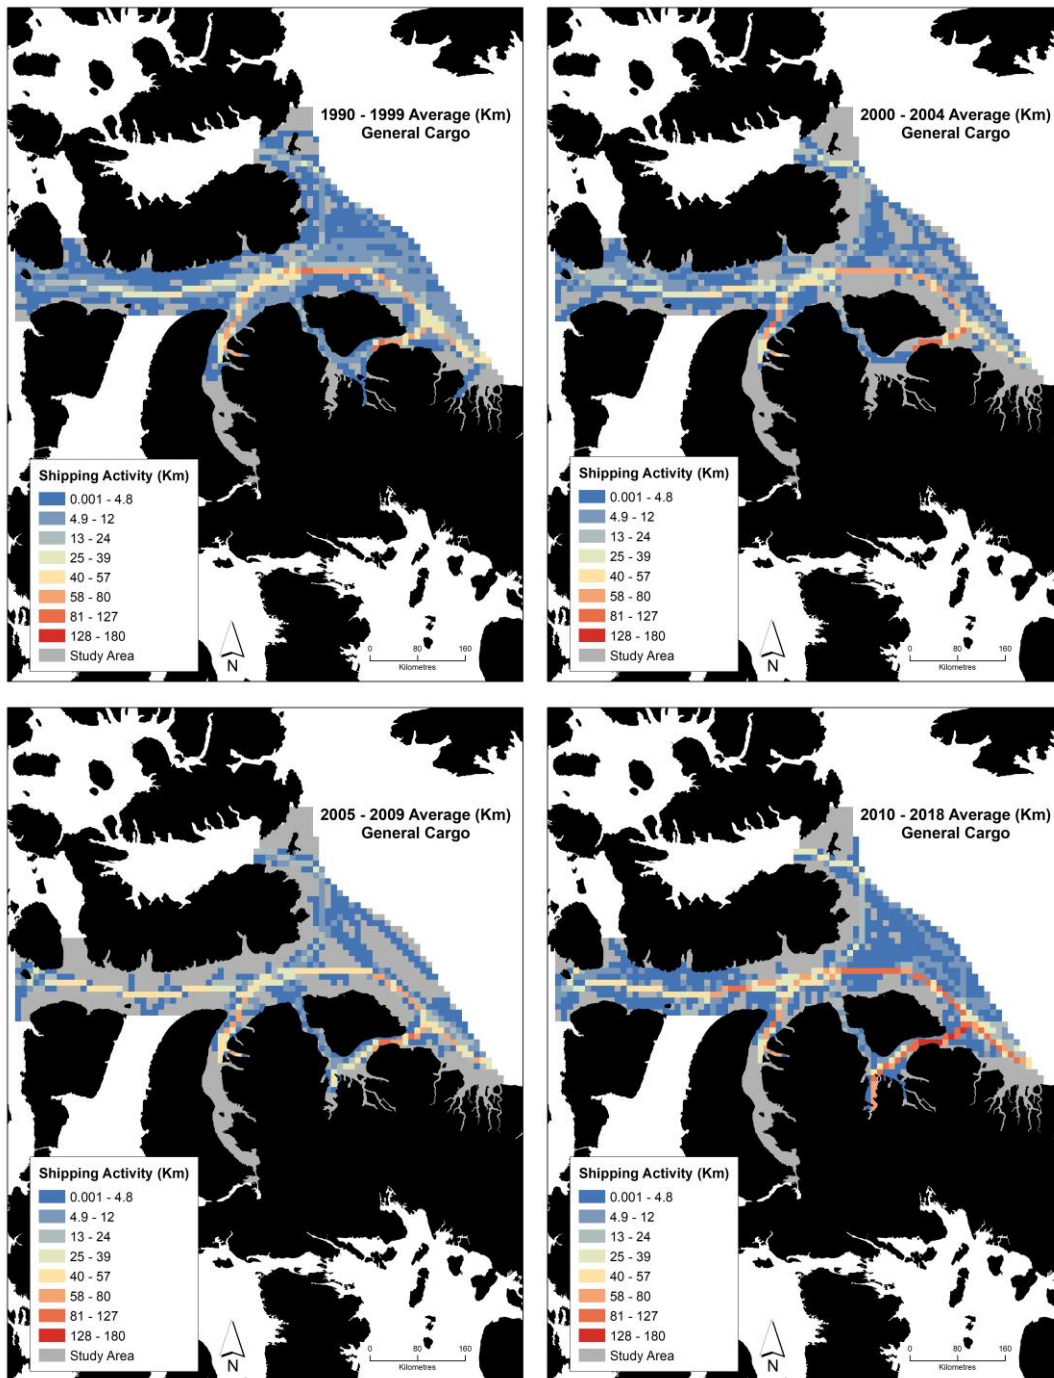 1990 - 1999 Average (Km)
General Cargo
Shipping Activity (Km)
0.001 - 4.8
4.9 - 12
13 - 24
25 - 39
40 - 57
58 - 80
81 - 127
128 - 180
Study Area
N
0 80 160
Kilometres
2000 - 2004 Average (Km)
General Cargo
Shipping Activity (Km)
0.001 - 4.8
4.9 - 12
13 - 24
25 - 39
40 - 57
58 - 80
81 - 127
128 - 180
Study Area
N
0 80 160
Kilometres
2005 - 2009 Average (Km)
General Cargo
Shipping Activity (Km)
0.001 - 4.8
4.9 - 12
13 - 24
25 - 39
40 - 57
58 - 80
81 - 127
128 - 180
Study Area
N
0 80 160
Kilometres
2010 - 2018 Average (Km)
General Cargo
Shipping Activity (Km)
0.001 - 4.8
4.9 - 12
13 - 24
25 - 39
40 - 57
58 - 80
81 - 127
128 - 180
Study Area
N
0 80 160
Kilometres